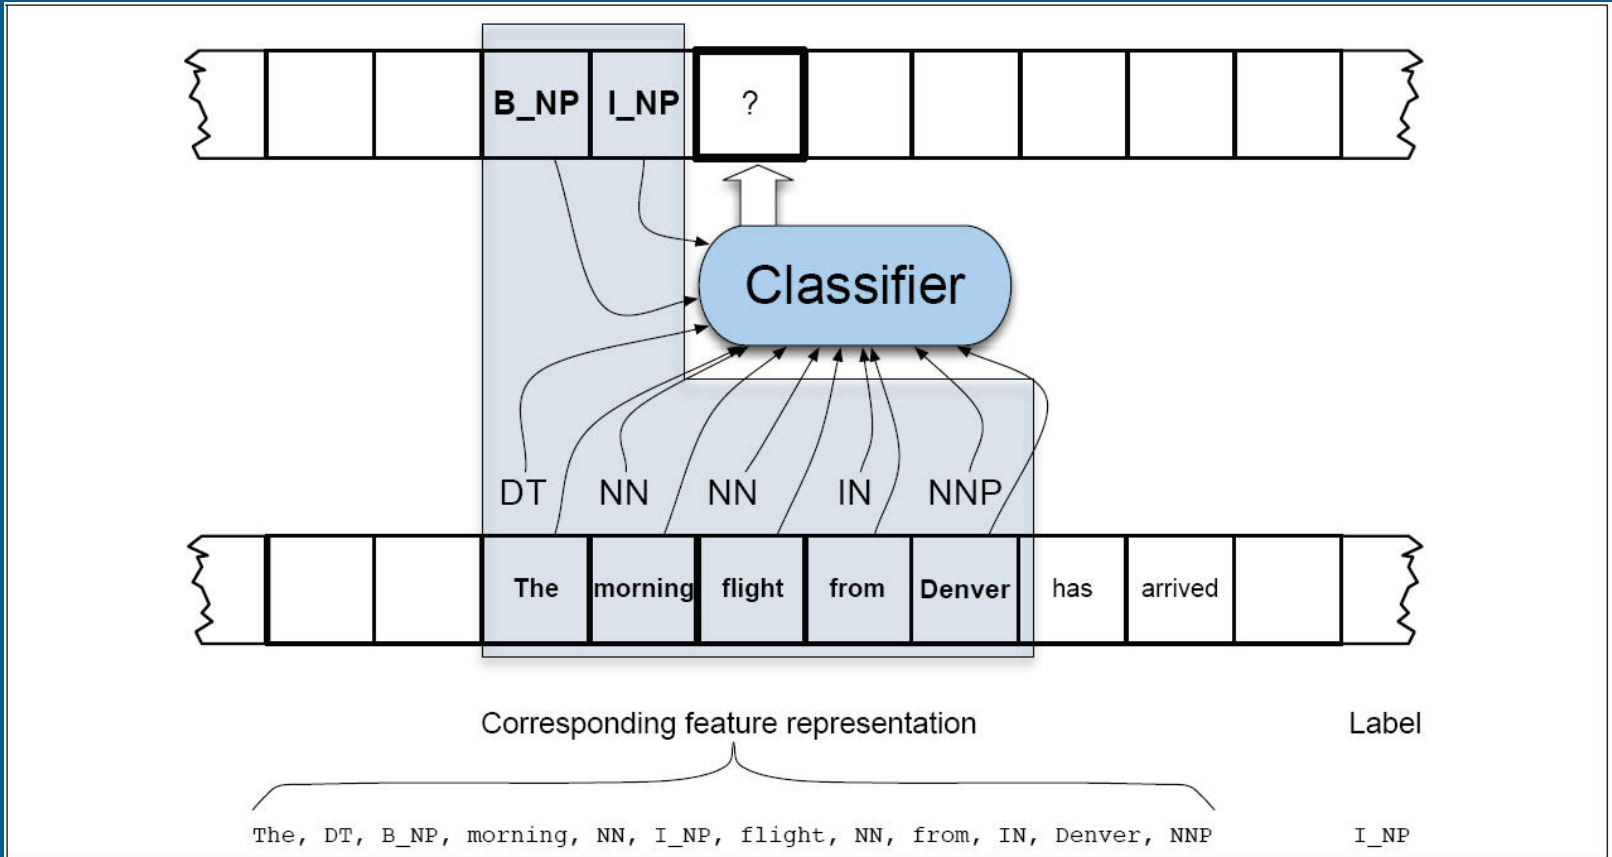 B_NP I_NP ?
Classifier
DT NN NN IN NNP
The morning flight from Denver has arrived
Corresponding feature representation Label
The, DT, B_NP, morning, NN, I_NP, flight, NN, from, IN, Denver, NNP I_NP